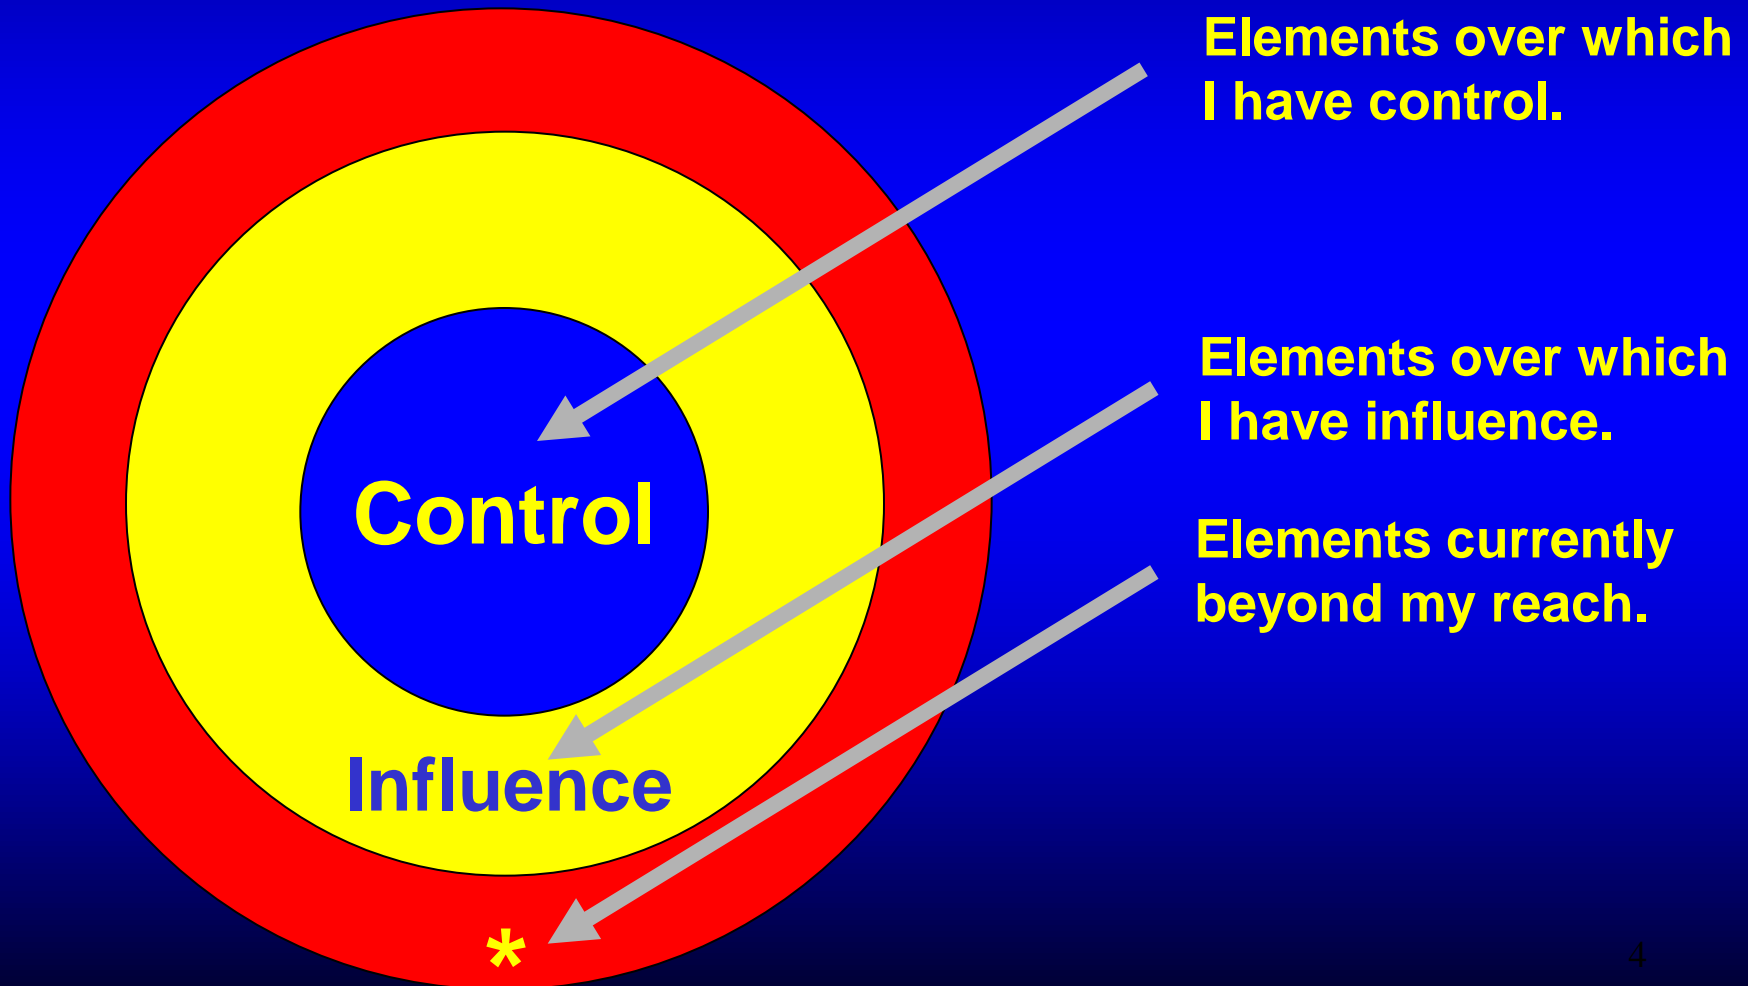 Elements over which
I have control.
Elements over which
I have influence.
Elements currently
beyond my reach.
Control
Influence
*
4